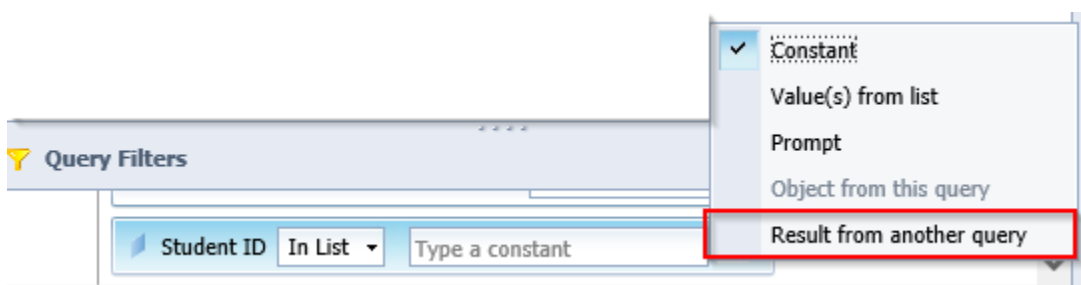 Constant
Value(s) from list
Prompt
Object from this query
Result from another query
Query Filters
Student ID In List Type a constant